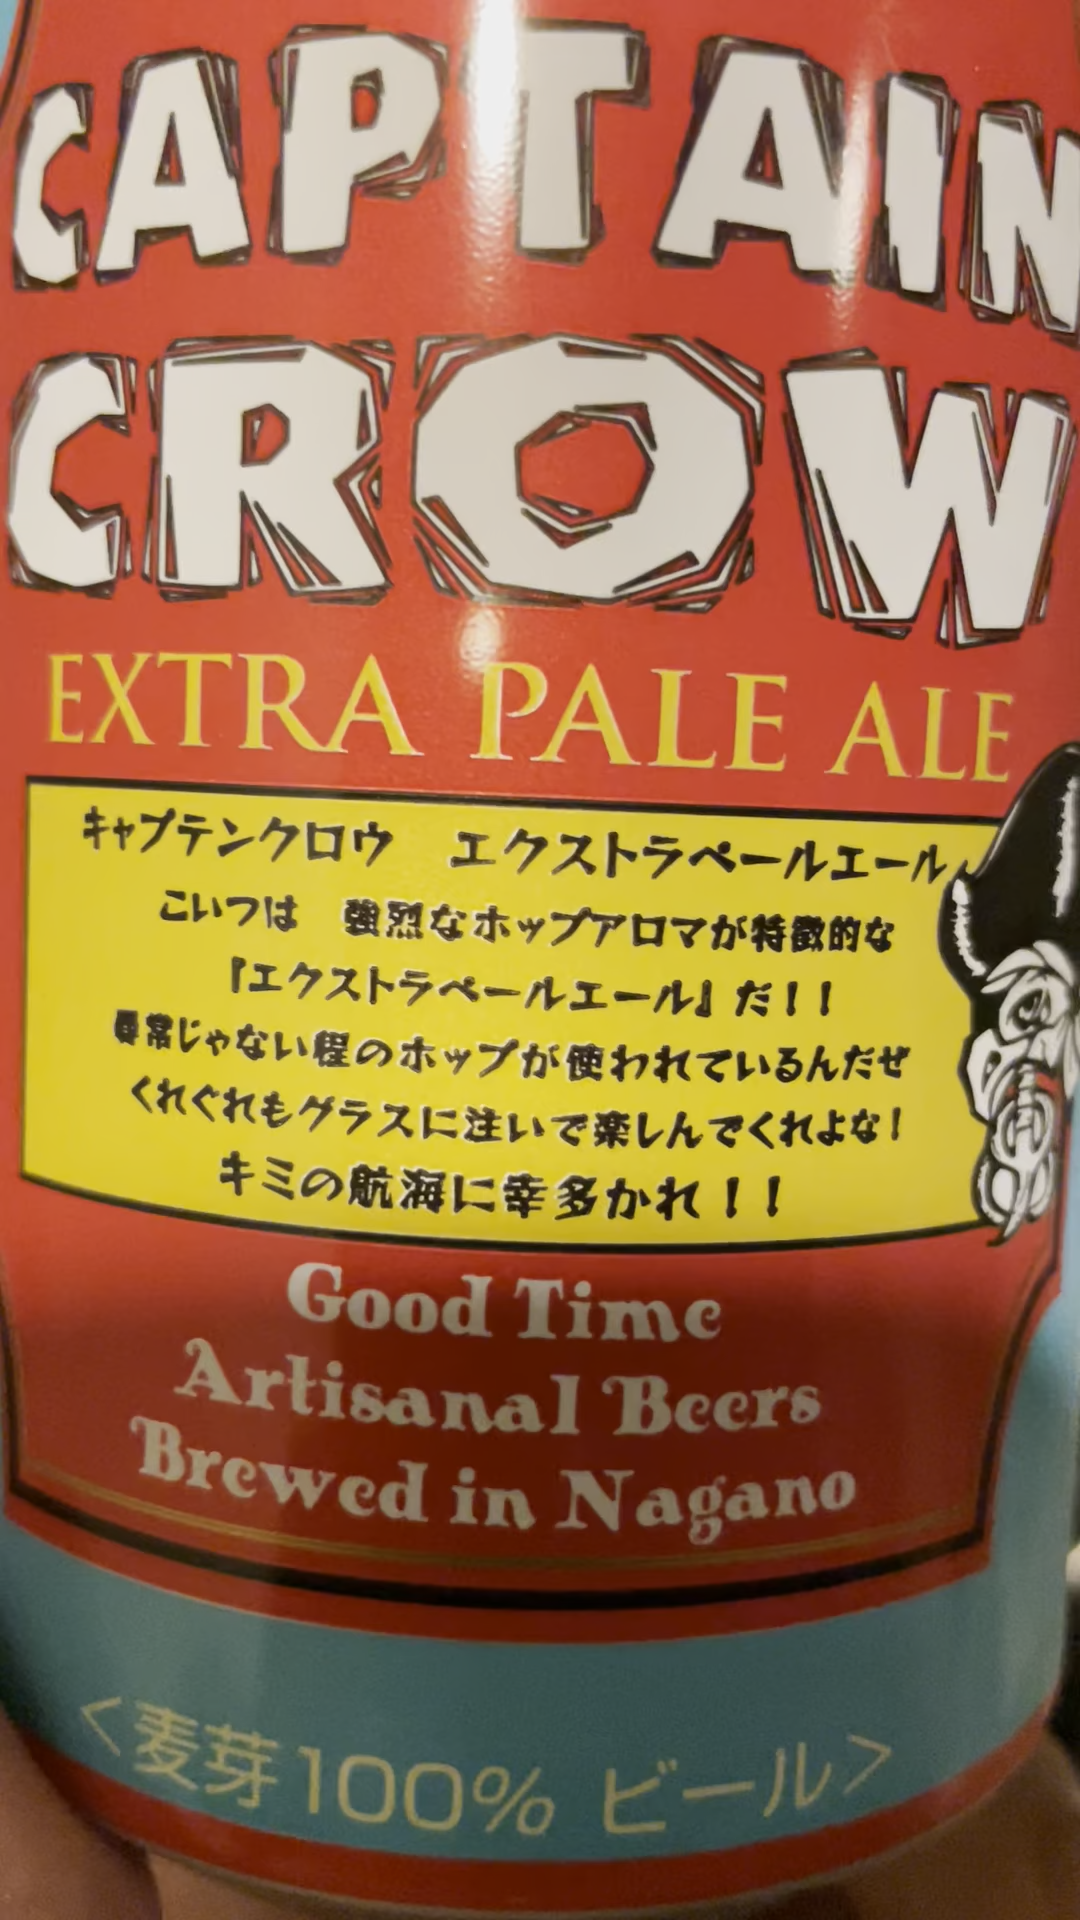 CAPTAIN
CROW
EXTRA PALE ALE
キャプテンクロウ　エクストラペールエール
こいつは　強烈なホップアロマが特徴的な
『エクストラペールエール』だ！！
尋常じゃない程のホップが使われているんだぜ
くれぐれもグラスに注いで楽しんでくれよな！
キミの航海に幸多かれ！！
Good Time
Artisanal Beers
Brewed in Nagano
<麦芽100% ビール>